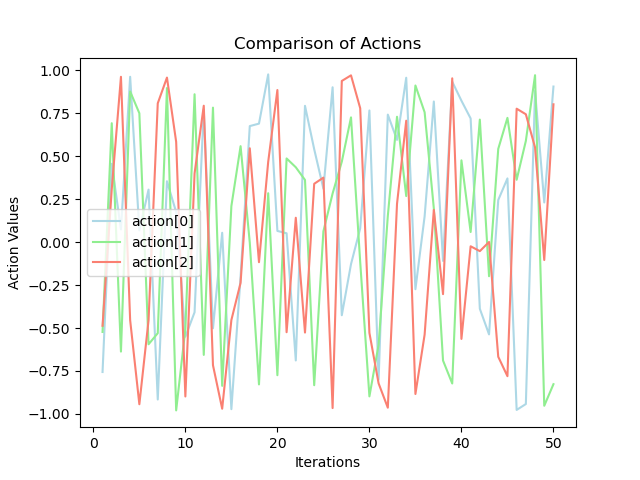 Comparison of Actions
Action Values
1.00
0.75
0.50
0.25
0.00
−0.25
−0.50
−0.75
−1.00
action[0]
action[1]
action[2]
0 10 20 30 40 50
Iterations